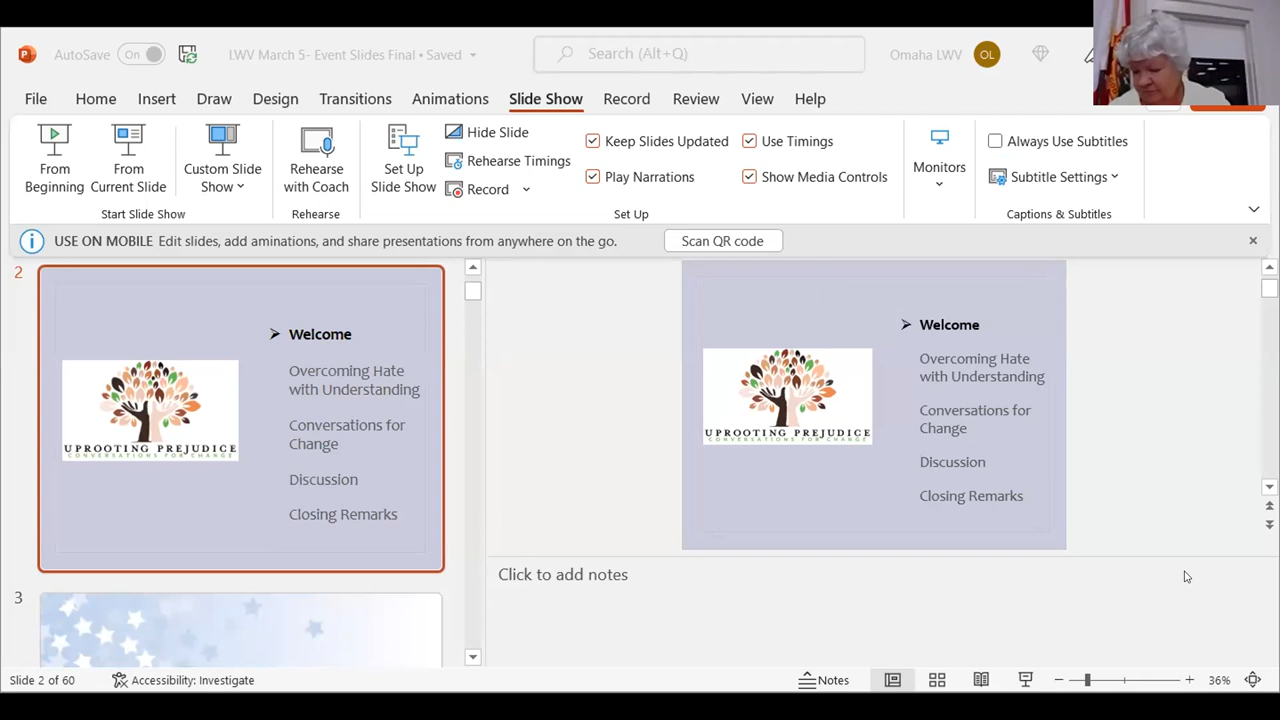 AutoSave On LWV March 5- Event Slides Final • Saved Search (Alt+Q) Omaha LWV OL
File Home Insert Draw Design Transitions Animations Slide Show Record Review View Help
From Beginning
From Current Slide
Custom Slide Show
Start Slide Show
Rehearse with Coach
Rehearse
Set Up Slide Show
Hide Slide
Rehearse Timings
Record
Keep Slides Updated
Play Narrations
Use Timings
Show Media Controls
Set Up
Monitors
Always Use Subtitles
Subtitle Settings
Captions & Subtitles
USE ON MOBILE Edit slides, add aminations, and share presentations from anywhere on the go. Scan QR code
2
Welcome
Overcoming Hate
with Understanding
Conversations for
Change
Discussion
Closing Remarks
UPROOTING PREJUDICE
CONVERSATIONS FOR CHANGE
3
Welcome
Overcoming Hate
with Understanding
Conversations for
Change
Discussion
Closing Remarks
UPROOTING PREJUDICE
CONVERSATIONS FOR CHANGE
Click to add notes
Slide 2 of 60 Accessibility: Investigate Notes 36%